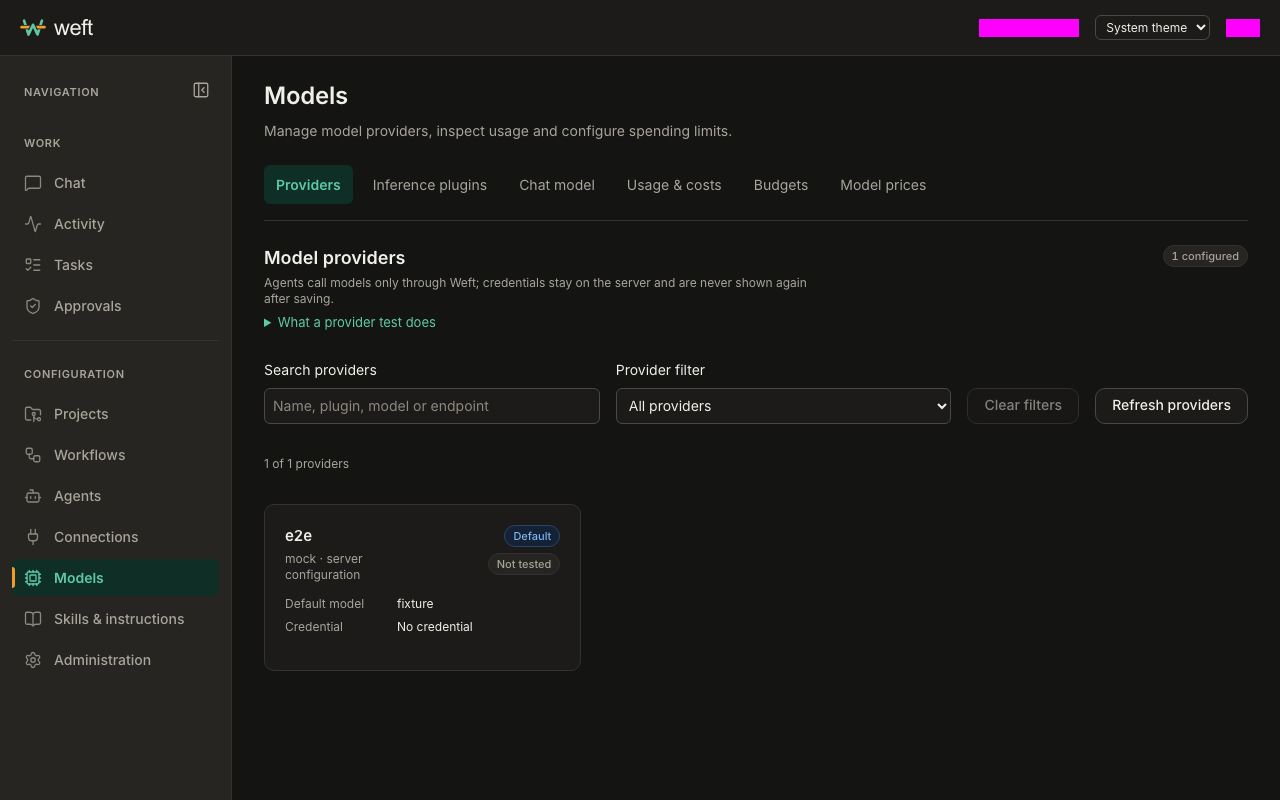 weft
System theme
NAVIGATION
WORK
Chat
Activity
Tasks
Approvals
CONFIGURATION
Projects
Workflows
Agents
Connections
Models
Skills & instructions
Administration
Models
Manage model providers, inspect usage and configure spending limits.
Providers
Inference plugins
Chat model
Usage & costs
Budgets
Model prices
Model providers
1 configured
Agents call models only through Weft; credentials stay on the server and are never shown again
after saving.
What a provider test does
Search providers
Provider filter
Name, plugin, model or endpoint
All providers
Clear filters
Refresh providers
1 of 1 providers
e2e
Default
mock · server
configuration
Not tested
Default model
fixture
Credential
No credential